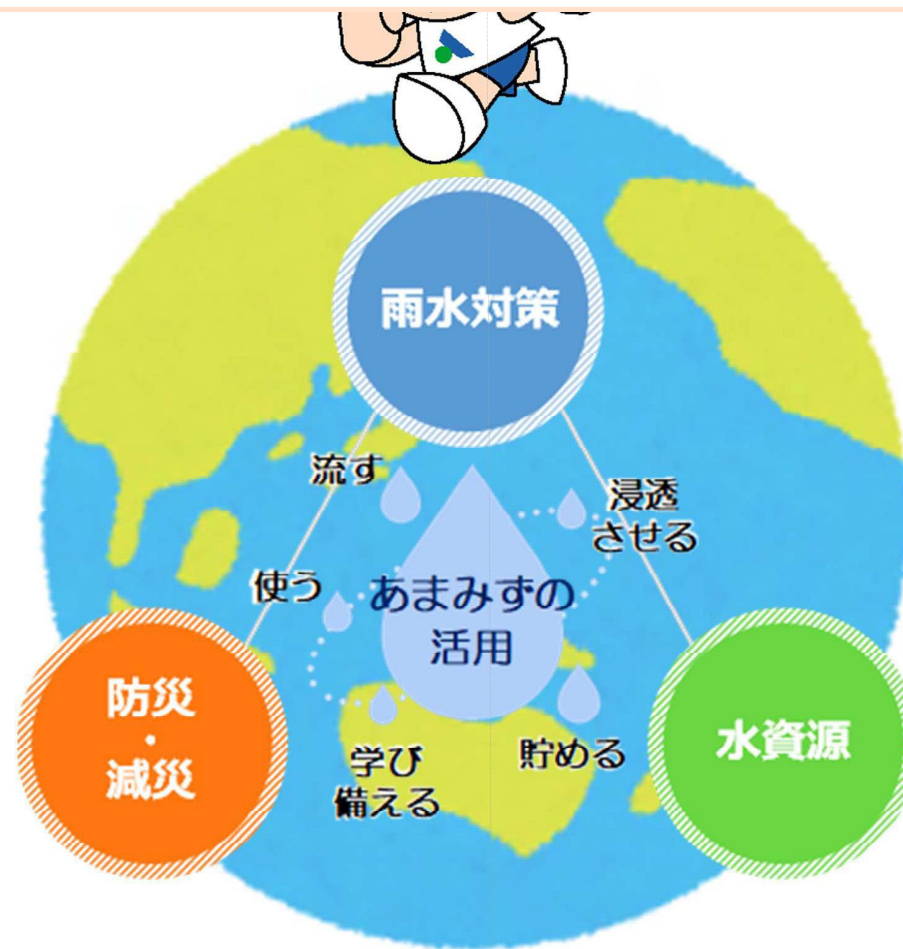 雨水対策
流す
浸透
させる
使う
あまみずの
活用
防災
・
減災
水資源
学び
備える
貯める